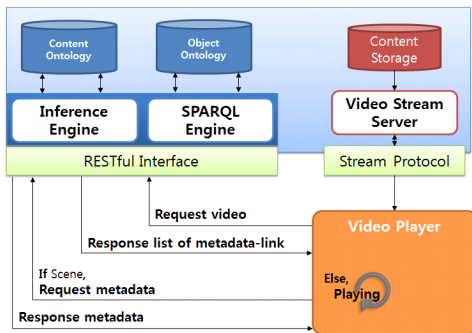 Content
Ontology
Object
Ontology
Content
Storage
Inference
Engine
SPARQL
Engine
Video Stream
Server
RESTful Interface
Stream Protocol
Request video
Video Player
Response list of metadata-link
If Scene,
Request metadata
Else,
Playing
Response metadata